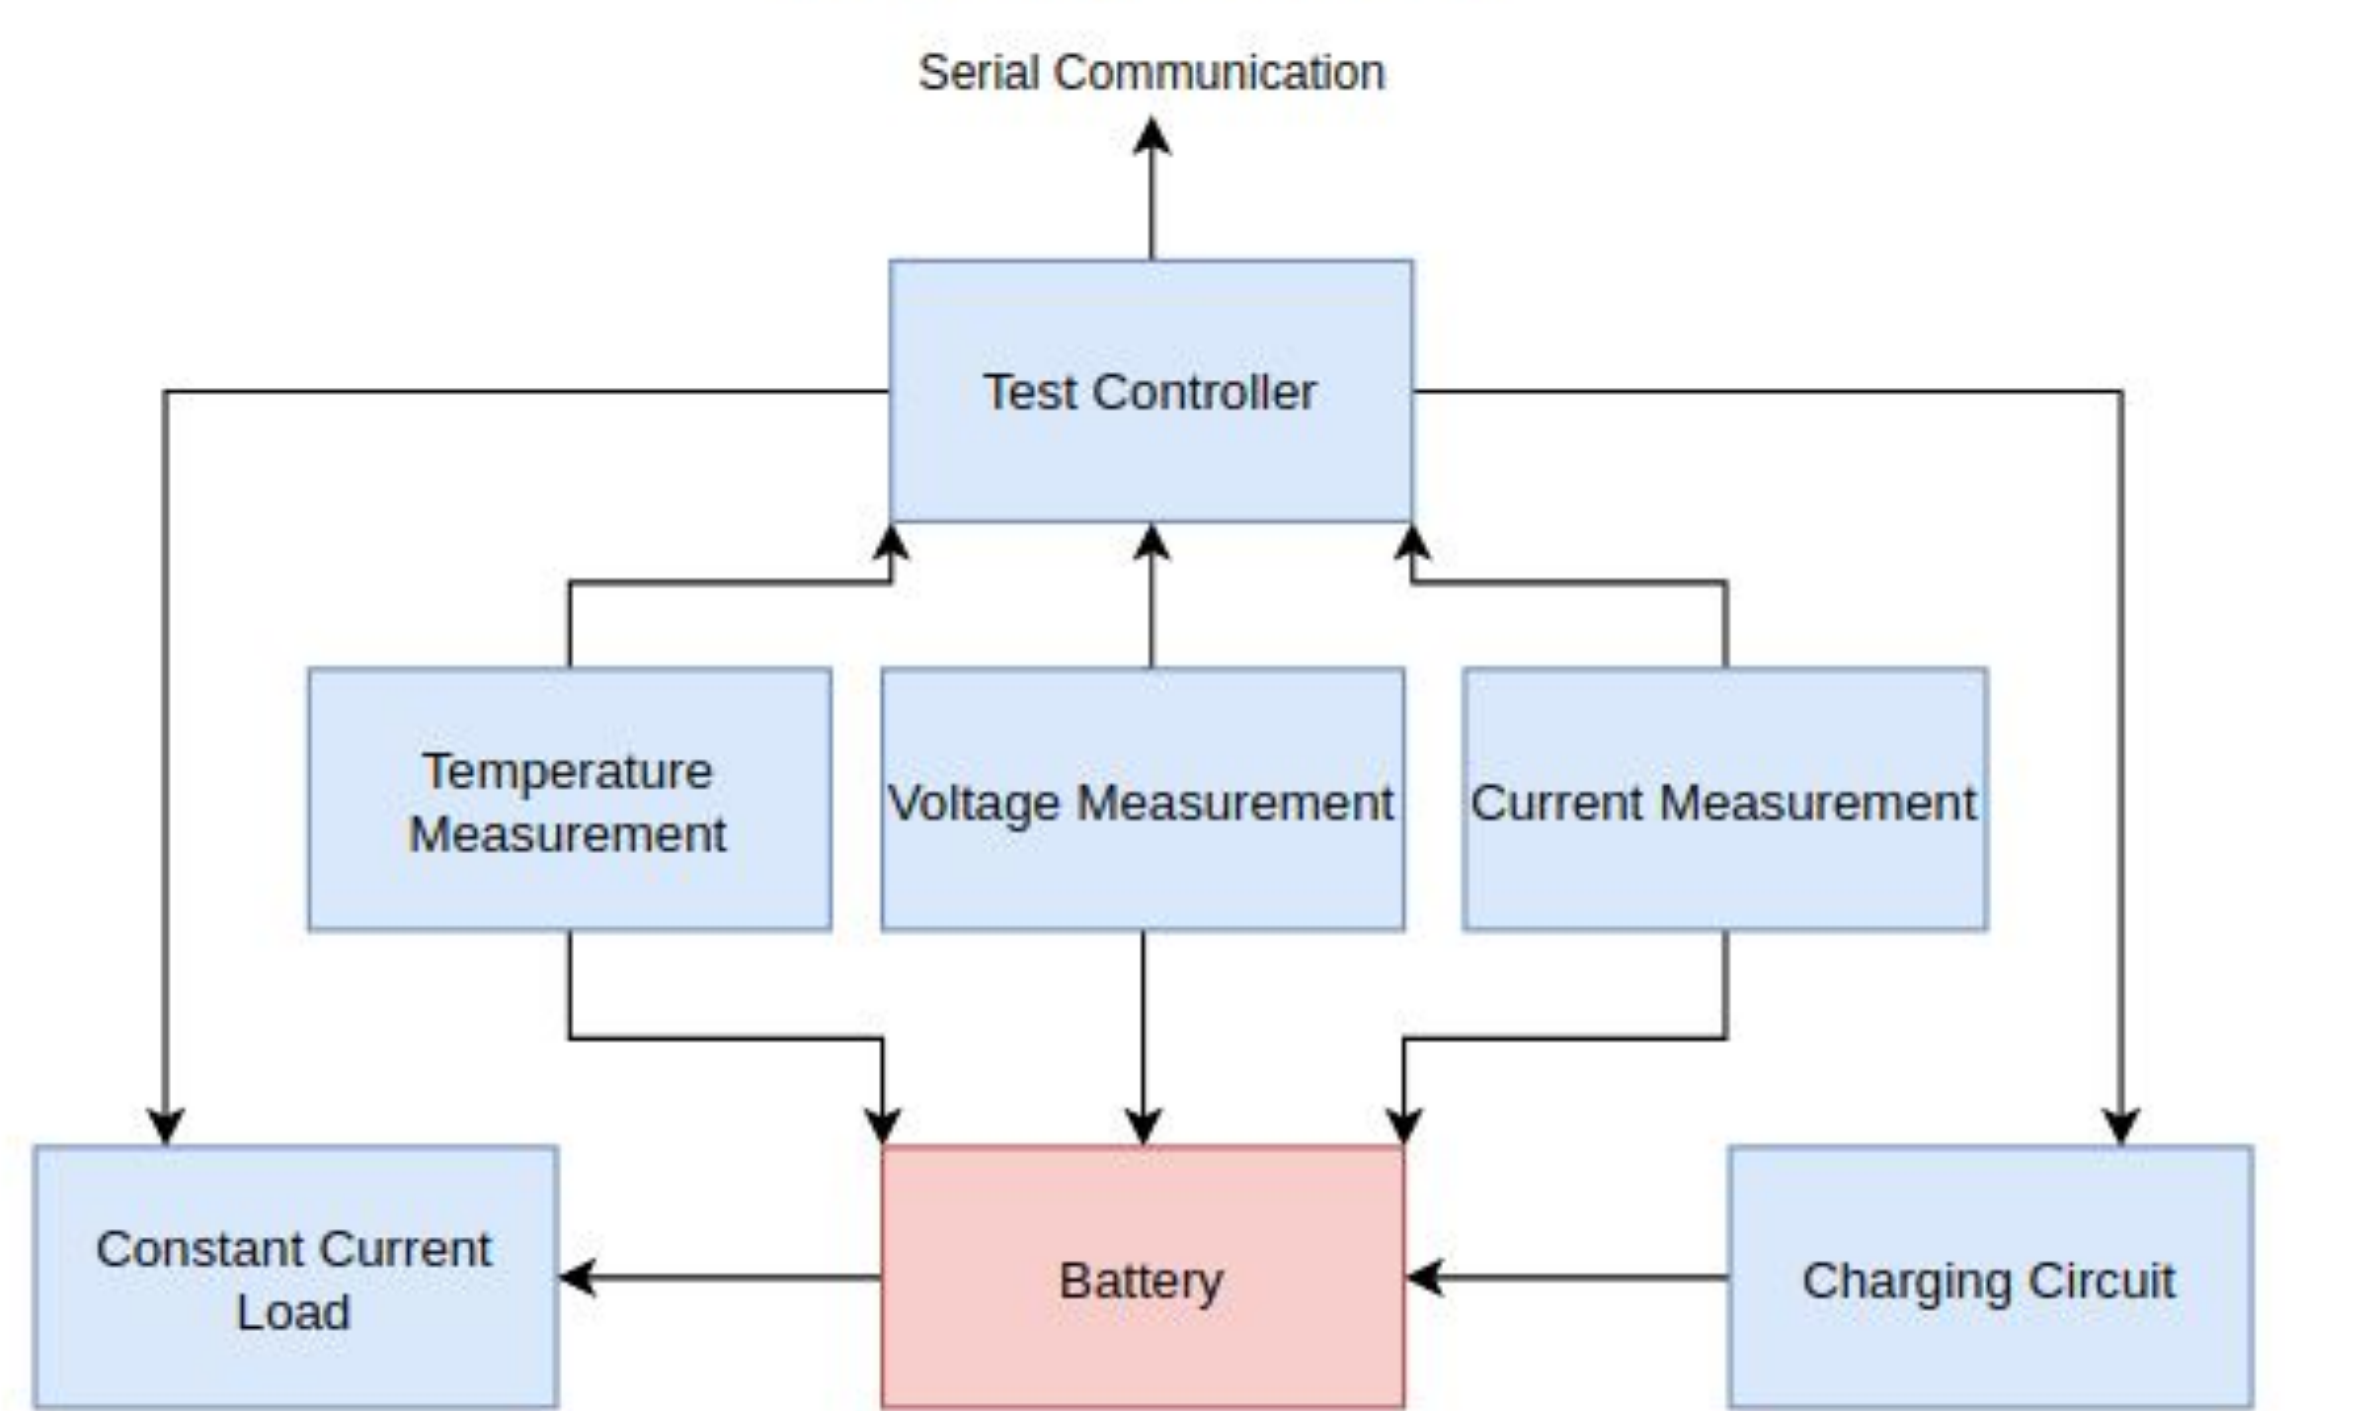 Serial Communication
Test Controller
Temperature
Measurement
Voltage Measurement
Current Measurement
Constant Current
Load
Battery
Charging Circuit